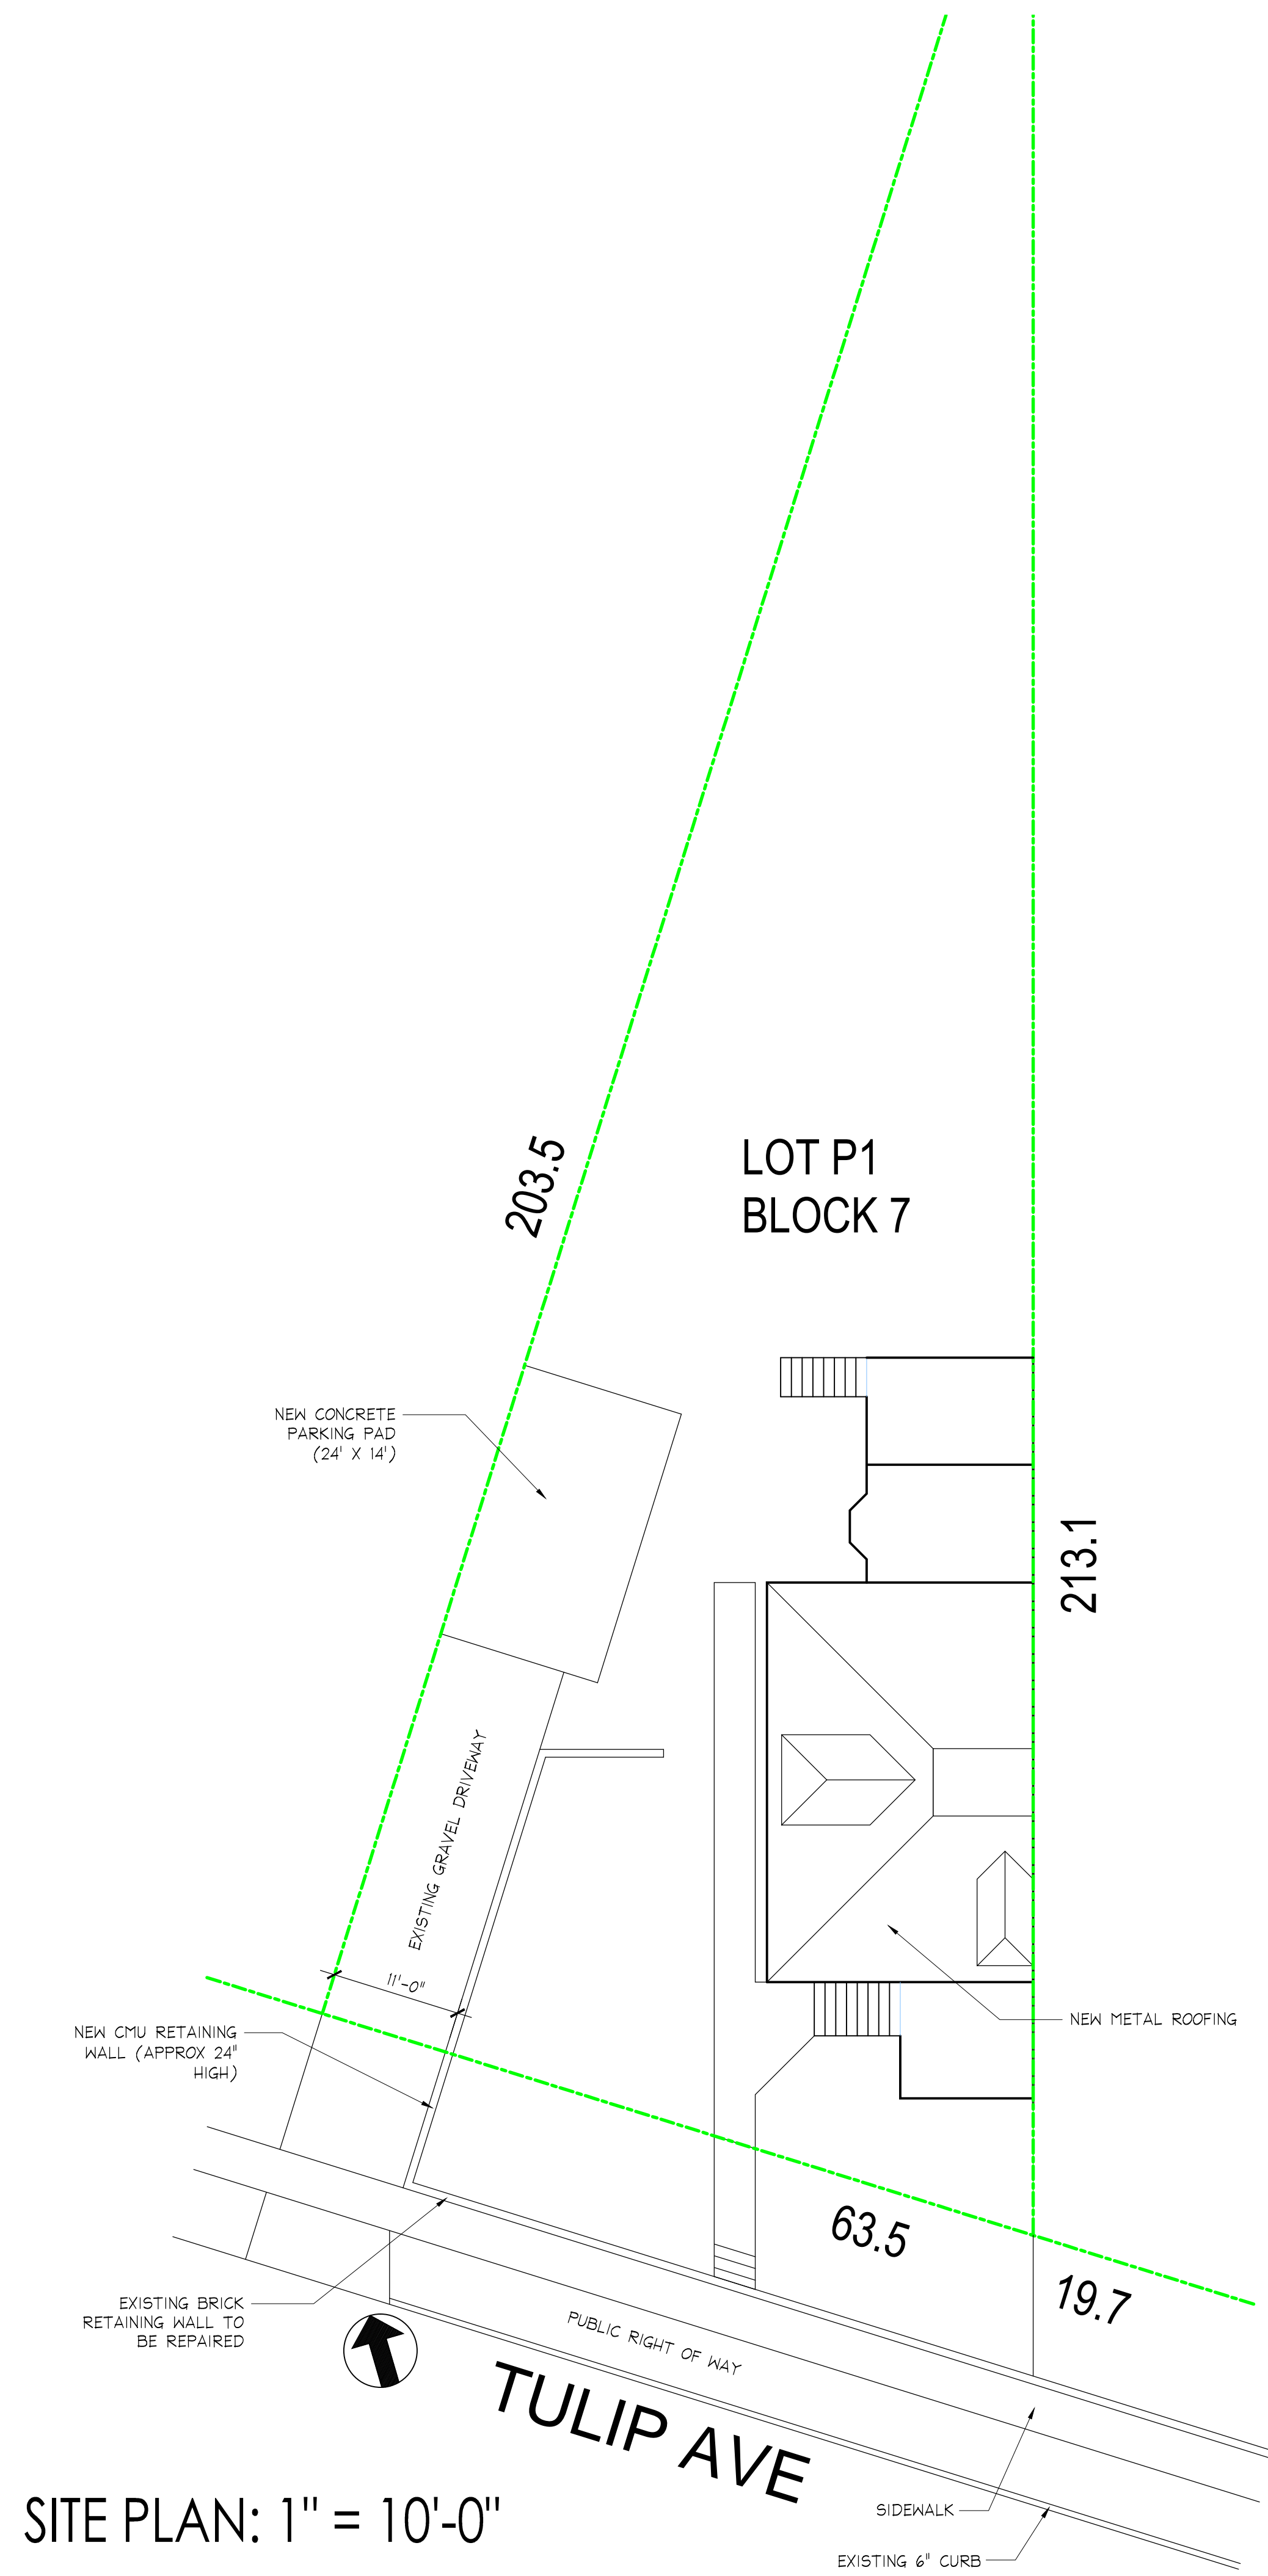 203.5
LOT P1
BLOCK 7
NEW CONCRETE
PARKING PAD
(24' X 14')
213.1
EXISTING GRAVEL DRIVEWAY
11'-0"
NEW CMU RETAINING
WALL (APPROX 24"
HIGH)
NEW METAL ROOFING
63.5
19.7
EXISTING BRICK
RETAINING WALL TO
BE REPAIRED
PUBLIC RIGHT OF WAY
TULIP AVE
SITE PLAN: 1" = 10'-0"
SIDEWALK
EXISTING 6" CURB